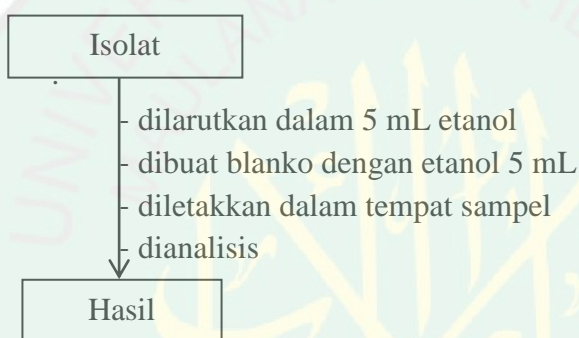 Isolat
.
- dilarutkan dalam 5 mL etanol
- dibuat blanko dengan etanol 5 mL
- diletakkan dalam tempat sampel
- dianalisis
Hasil